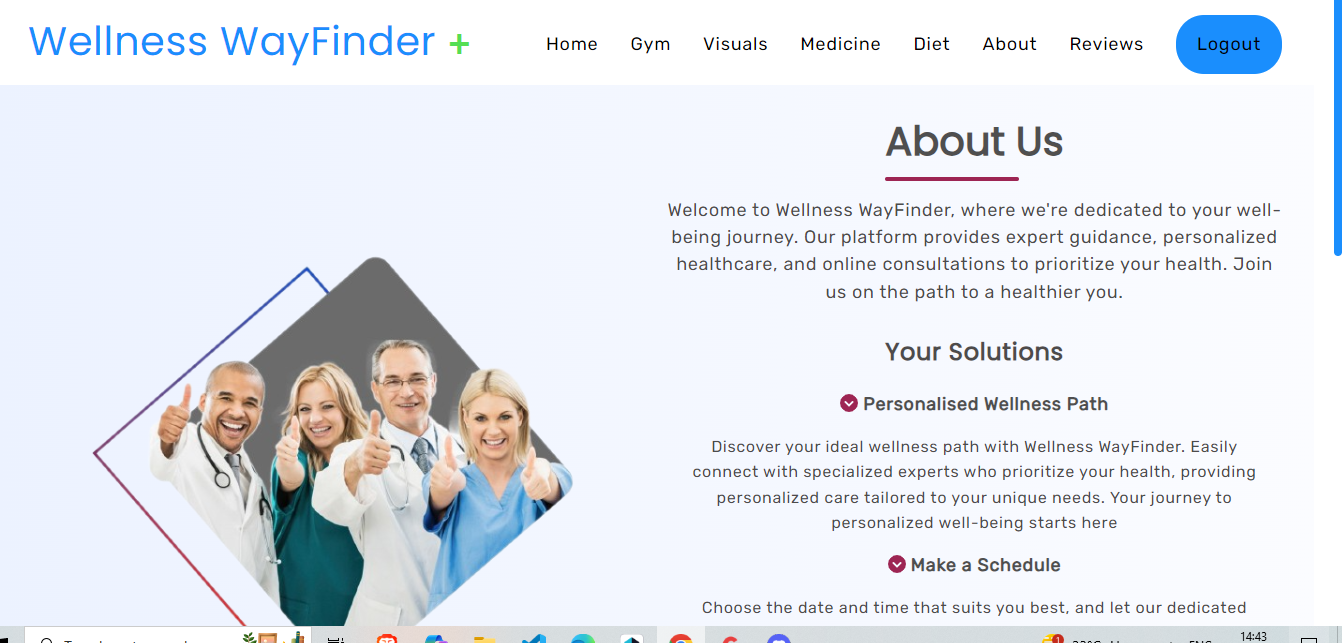 Wellness WayFinder +
Home Gym Visuals Medicine Diet About Reviews Logout
About Us
Welcome to Wellness WayFinder, where we're dedicated to your well-
being journey. Our platform provides expert guidance, personalized
healthcare, and online consultations to prioritize your health. Join
us on the path to a healthier you.
Your Solutions
Personalised Wellness Path
Discover your ideal wellness path with Wellness WayFinder. Easily
connect with specialized experts who prioritize your health, providing
personalized care tailored to your unique needs. Your journey to
personalized well-being starts here
Make a Schedule
Choose the date and time that suits you best, and let our dedicated
14:43